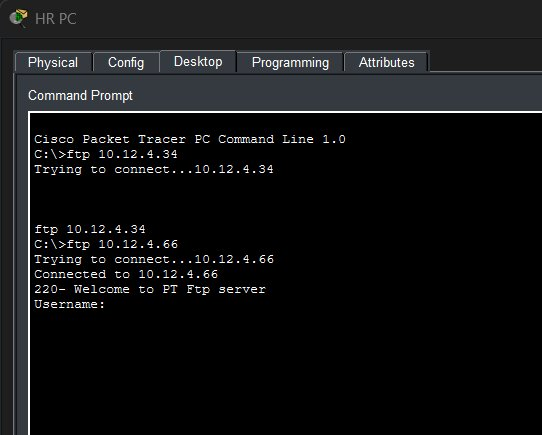 HR PC
Physical Config Desktop Programming Attributes
Command Prompt
Cisco Packet Tracer PC Command Line 1.0
C:\>ftp 10.12.4.34
Trying to connect...10.12.4.34
ftp 10.12.4.34
C:\>ftp 10.12.4.66
Trying to connect...10.12.4.66
Connected to 10.12.4.66
220- Welcome to PT Ftp server
Username: